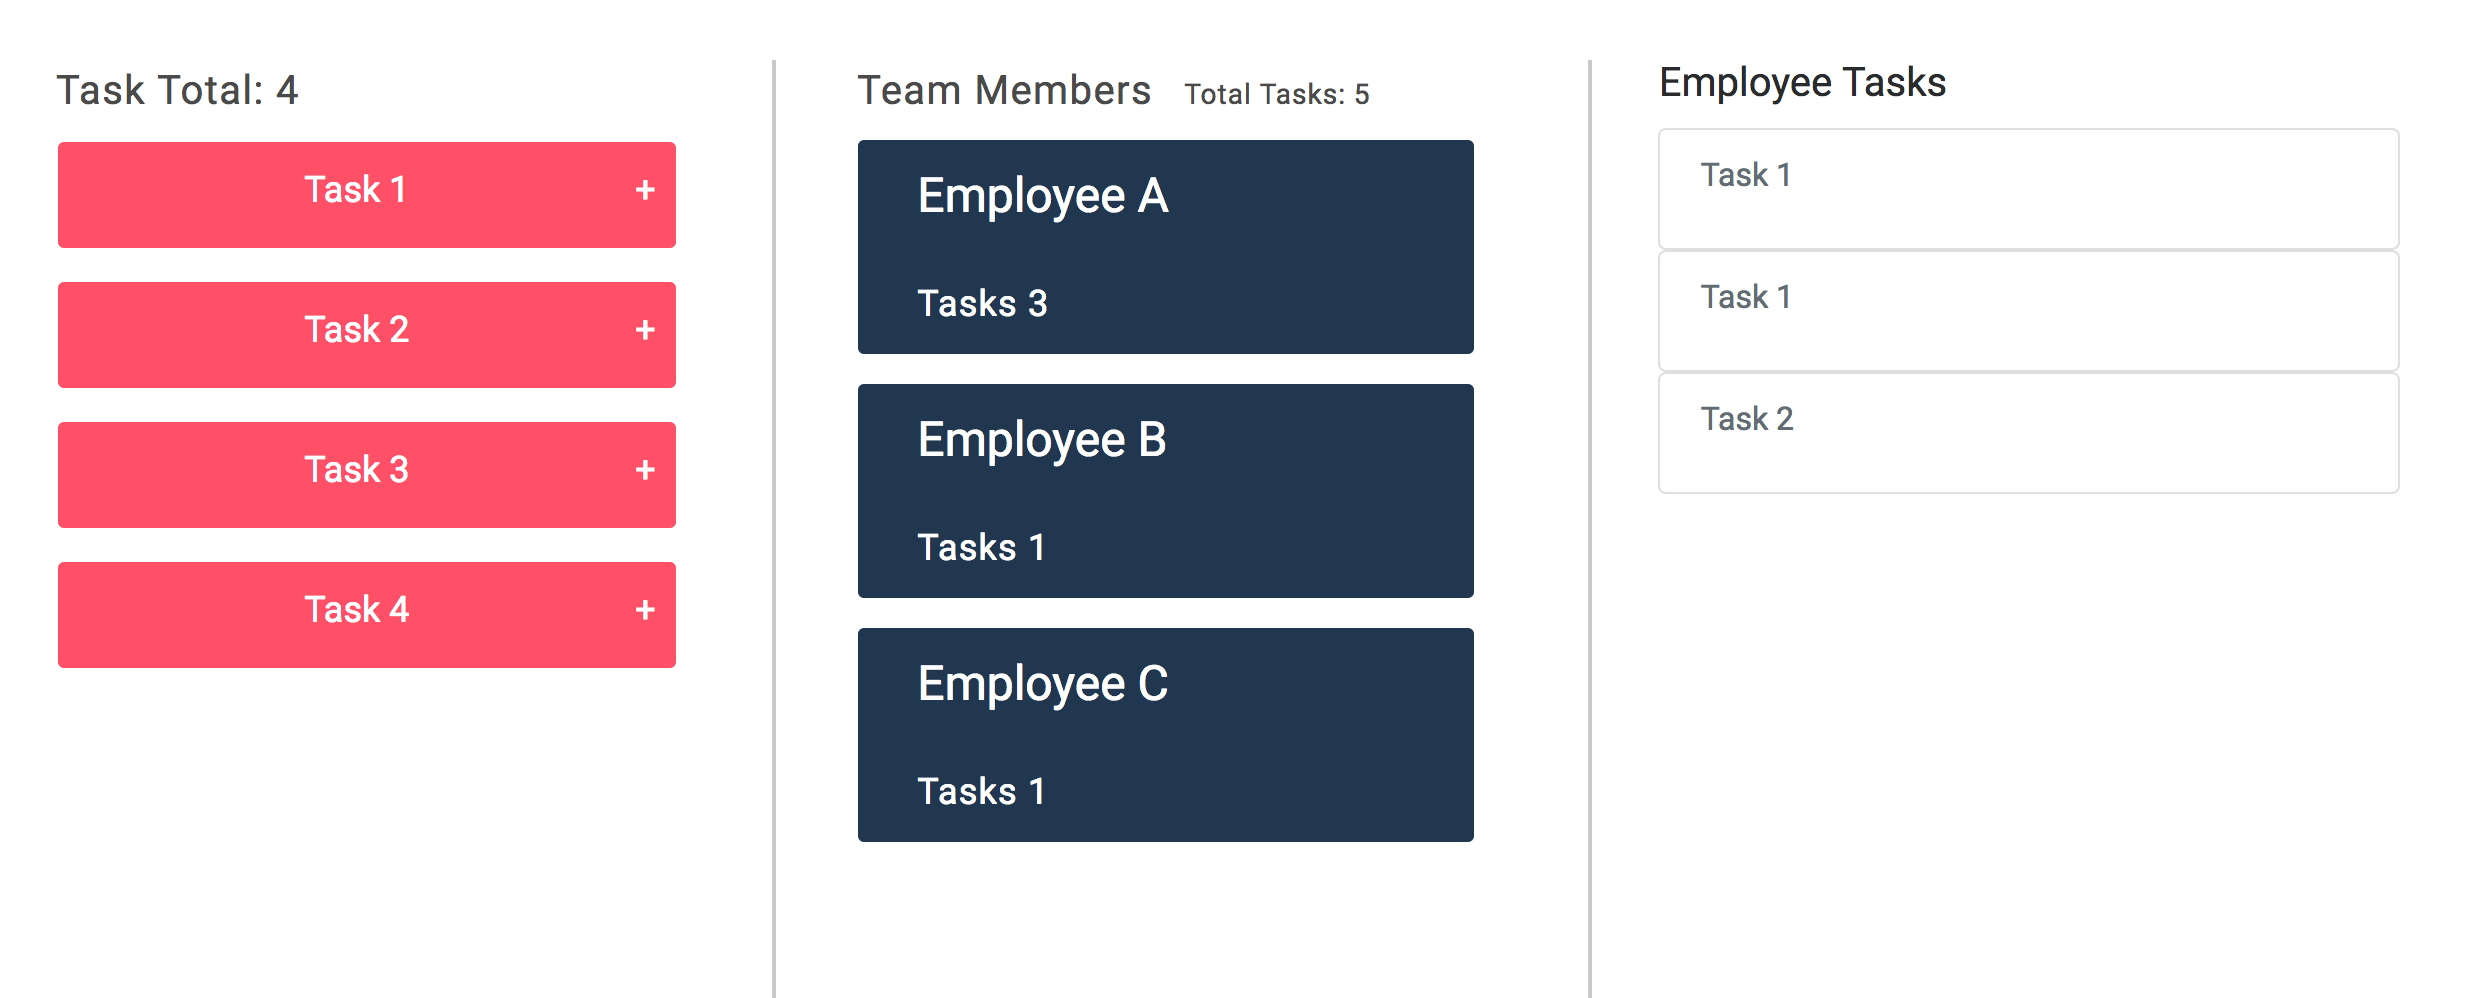 Task Total: 4
Task 1 +
Task 2 +
Task 3 +
Task 4 +
Team Members Total Tasks: 5
Employee A
Tasks 3
Employee B
Tasks 1
Employee C
Tasks 1
Employee Tasks
Task 1
Task 1
Task 2